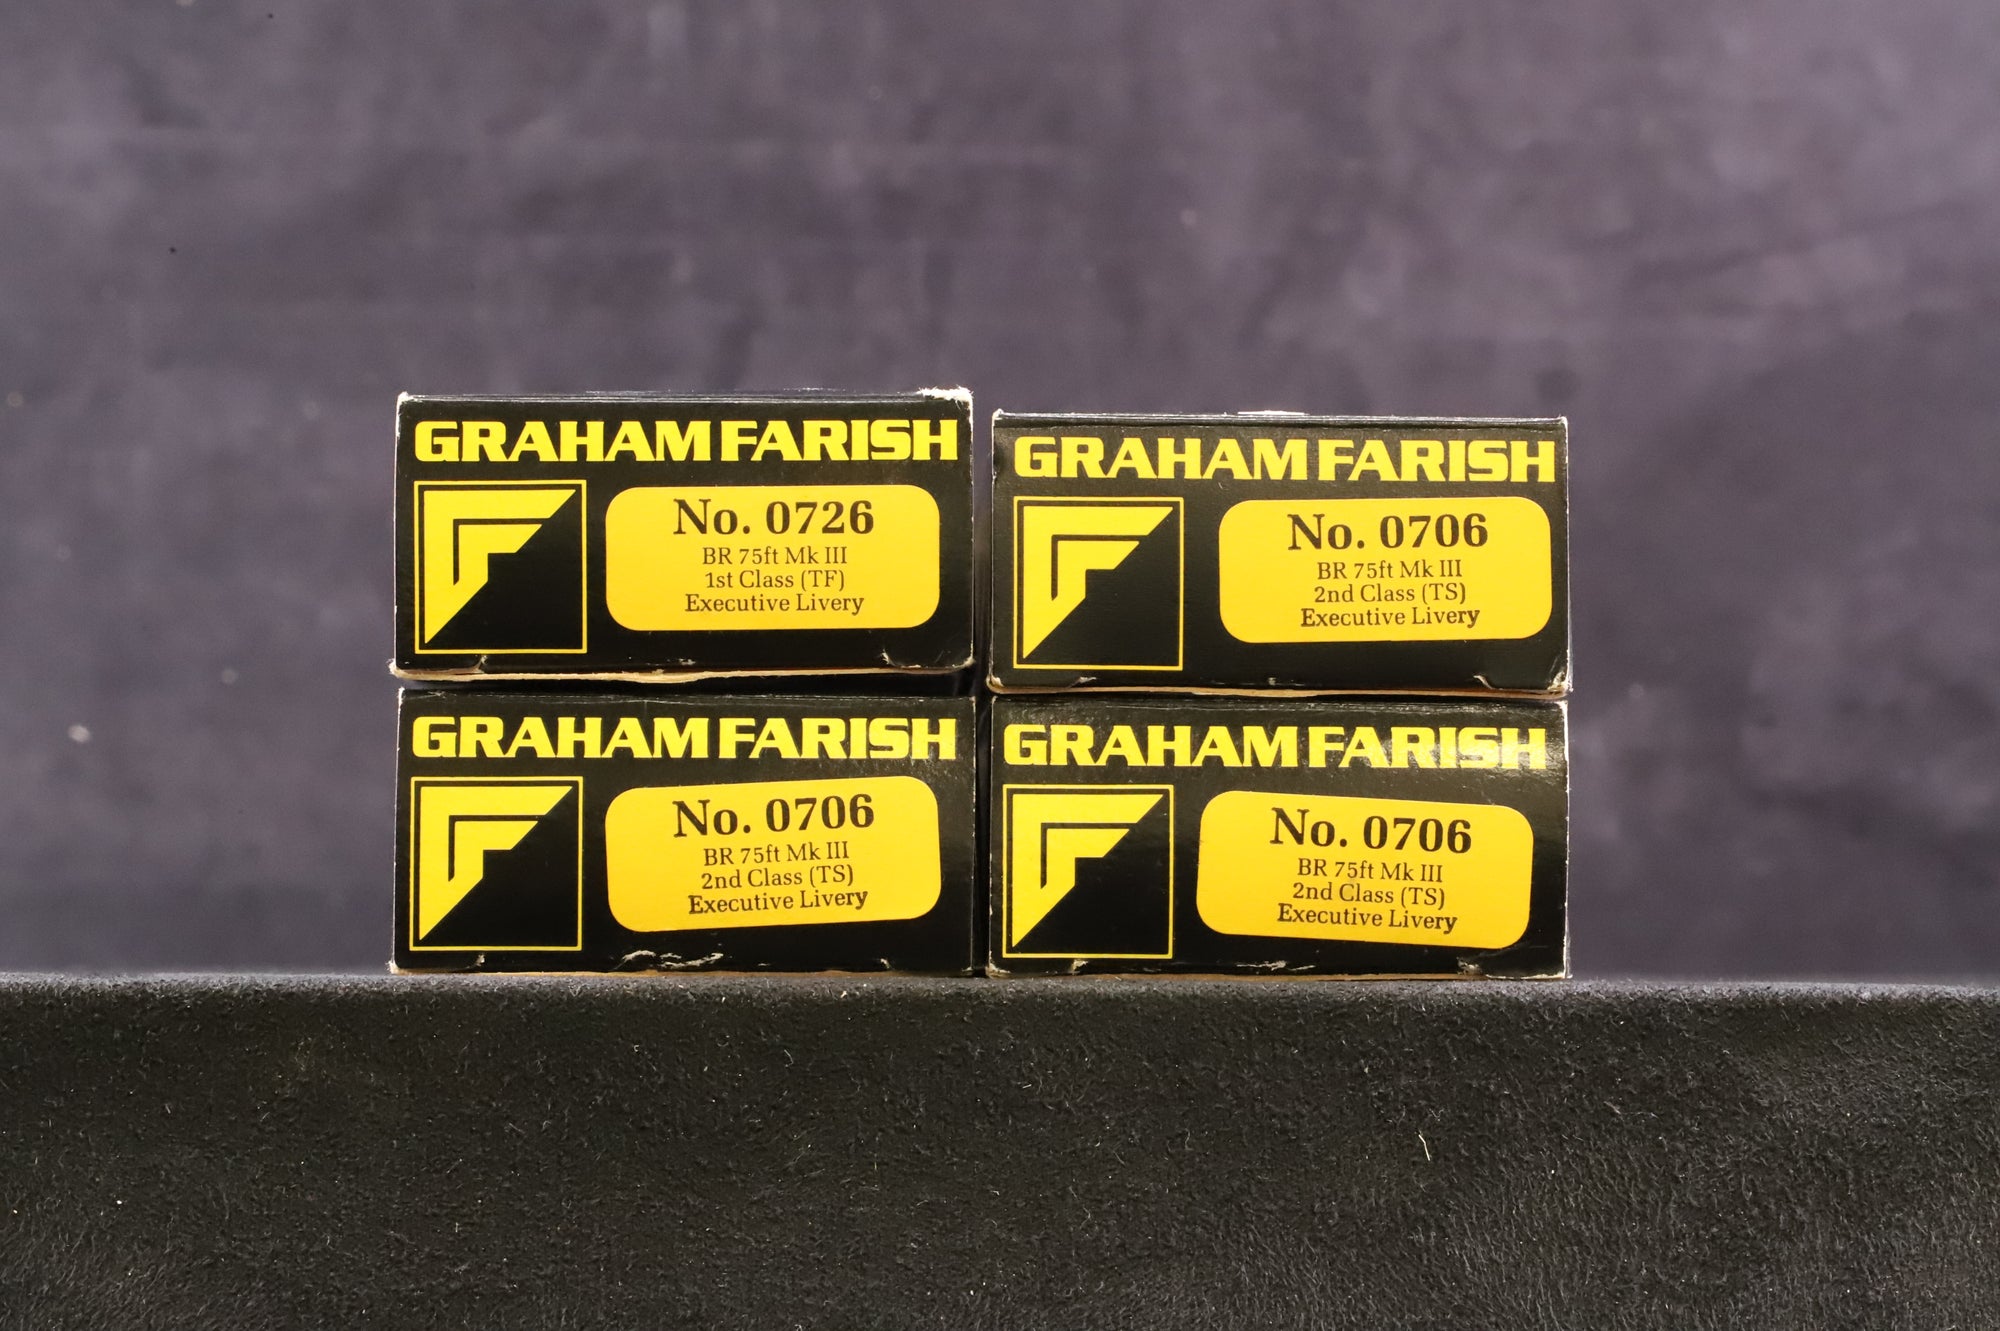 GRAHAM FARISH
No. 0726
BR 75ft Mk III
1st Class (TF)
Executive Livery
GRAHAM FARISH
No. 0706
BR 75ft Mk III
2nd Class (TS)
Executive Livery
GRAHAM FARISH
No. 0706
BR 75ft Mk III
2nd Class (TS)
Executive Livery
GRAHAM FARISH
No. 0706
BR 75ft Mk III
2nd Class (TS)
Executive Livery